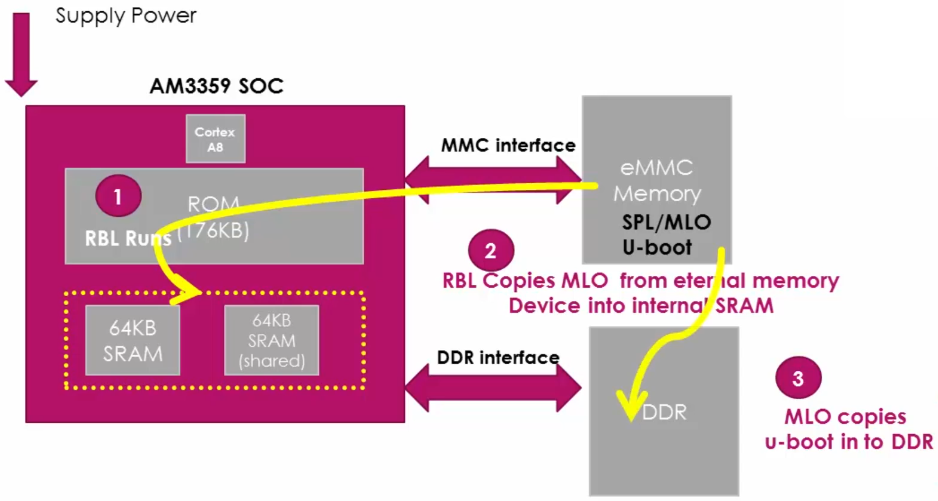 Supply Power
AM3359 SOC
Cortex
A8
MMC interface
eMMC
Memory
SPL/MLO
U-boot
1
ROM
(176KB)
RBL Runs
2
RBL Copies MLO from eternal memory
Device into internal SRAM
64KB
SRAM
64KB
SRAM
(shared)
DDR interface
DDR
3
MLO copies
u-boot in to DDR